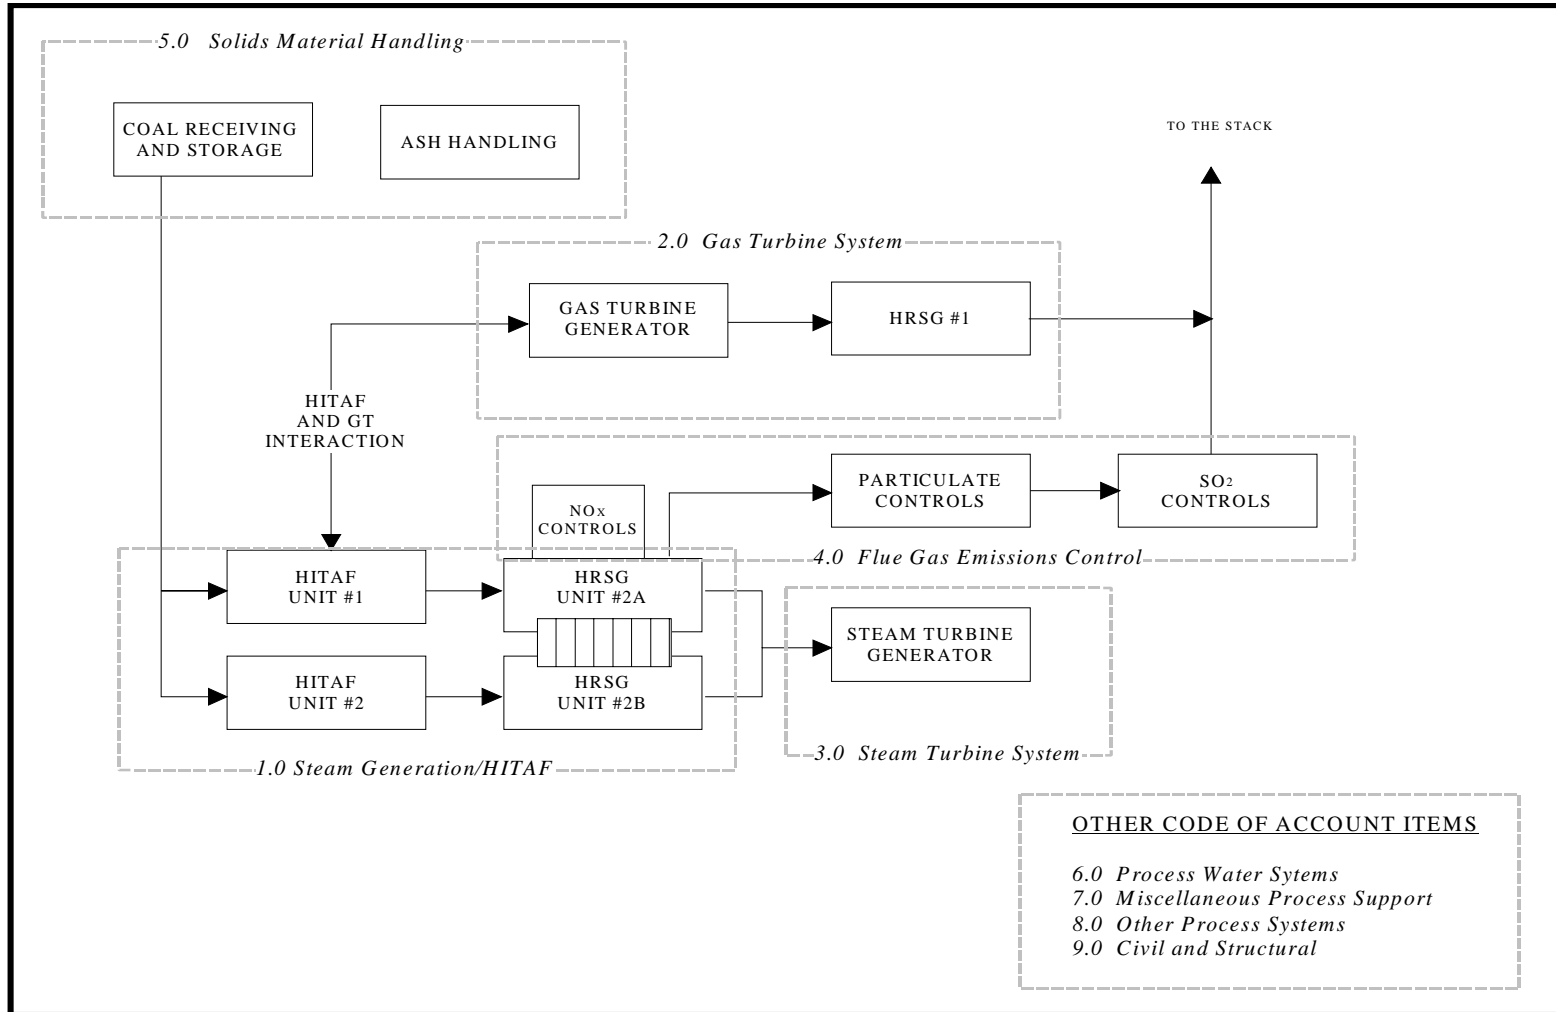 5.0 Solids Material Handling
COAL RECEIVING
AND STORAGE
ASH HANDLING
TO THE STACK
2.0 Gas Turbine System
GAS TURBINE
GENERATOR
HRSG #1
HITAF
AND GT
INTERACTION
PARTICULATE
CONTROLS
SO2
CONTROLS
NOx
CONTROLS
4.0 Flue Gas Emissions Control
HITAF
UNIT #1
HRSG
UNIT #2A
STEAM TURBINE
GENERATOR
HITAF
UNIT #2
HRSG
UNIT #2B
3.0 Steam Turbine System
1.0 Steam Generation/HITAF
OTHER CODE OF ACCOUNT ITEMS
6.0 Process Water Sytems
7.0 Miscellaneous Process Support
8.0 Other Process Systems
9.0 Civil and Structural